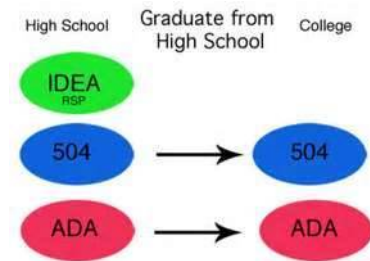 High School
Graduate from
High School
College
IDEA
RSP
504
504
ADA
ADA